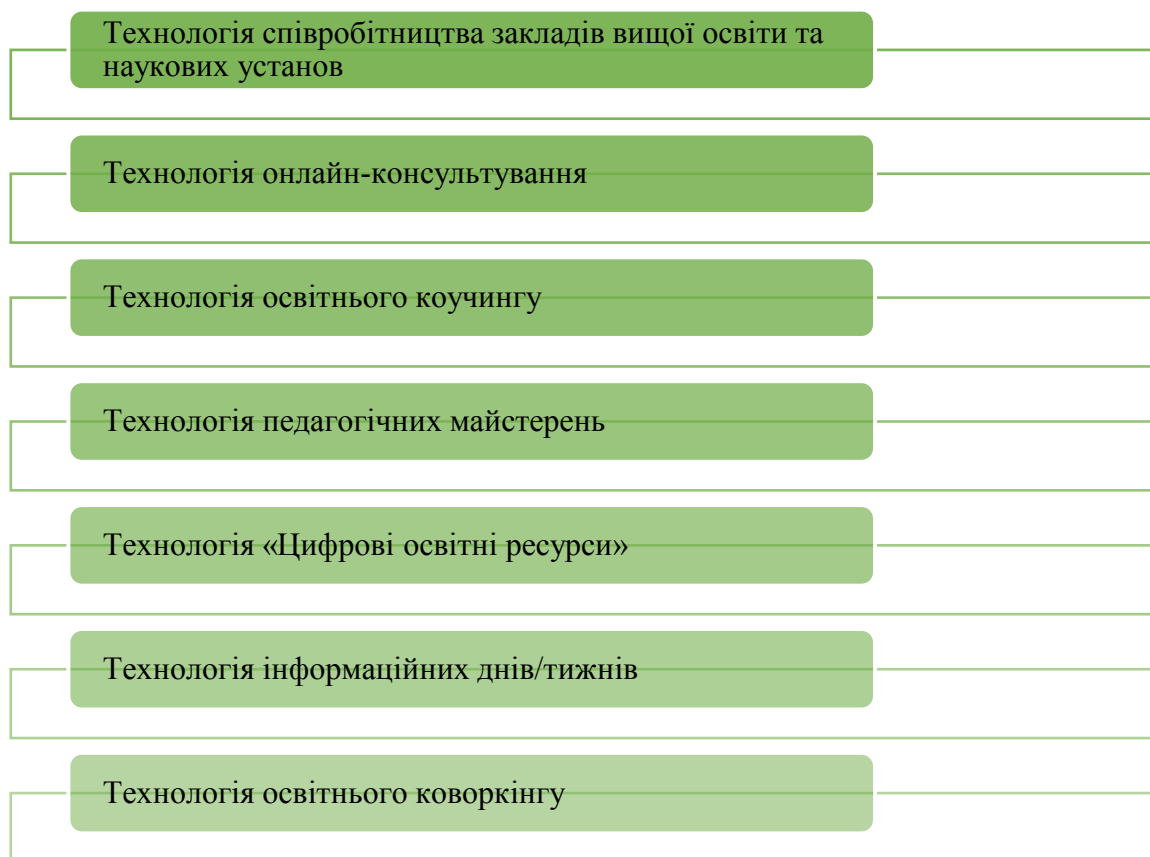 Технологія співробітництва закладів вищої освіти та
наукових установ
Технологія онлайн-консультування
Технологія освітнього коучингу
Технологія педагогічних майстерень
Технологія «Цифрові освітні ресурси»
Технологія інформаційних днів/тижнів
Технологія освітнього коворкінгу